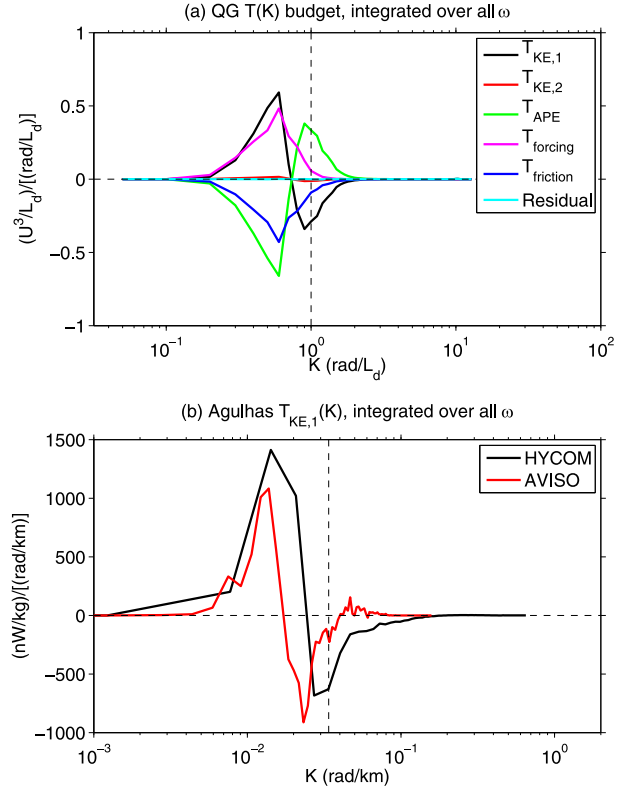 (a) QG T(K) budget, integrated over all ω
1
0.5
0
−0.5
−1
(U³/L_d)/[(rad/L_d)]
T_KE,1
T_KE,2
T_APE
T_forcing
T_friction
Residual
10⁻¹ 10⁰ 10¹ 10²
K (rad/L_d)
(b) Agulhas T_KE,1(K), integrated over all ω
1500
1000
500
0
−500
−1000
(nW/kg)/[(rad/km)]
HYCOM
AVISO
10⁻³ 10⁻² 10⁻¹ 10⁰
K (rad/km)